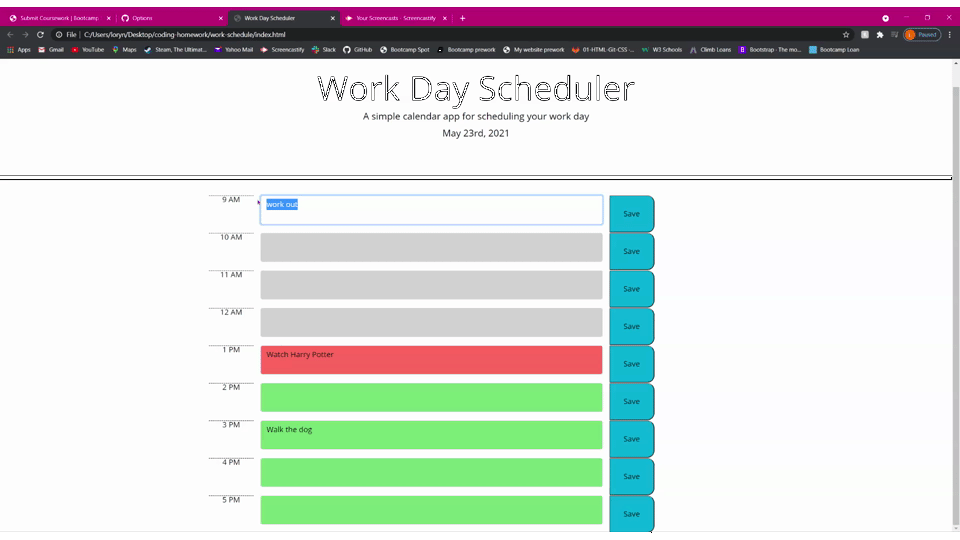 Submit Coursework | Bootcamp
Options
Work Day Scheduler
Your Screencasts - Screencastify
File | C:/Users/loryn/Desktop/coding-homework/work-schedule/index.html
Paused
Apps Gmail YouTube Maps Steam, The Ultimat... Yahoo Mail Screencastify Slack GitHub Bootcamp Spot Bootcamp prework My website prework 01-HTML-Git-CSS -... W3 Schools Climb Loans Bootstrap · The mo... Bootcamp Loan
Work Day Scheduler
A simple calendar app for scheduling your work day
May 23rd, 2021
9 AM work out Save
10 AM Save
11 AM Save
12 AM Save
1 PM Watch Harry Potter Save
2 PM Save
3 PM Walk the dog Save
4 PM Save
5 PM Save